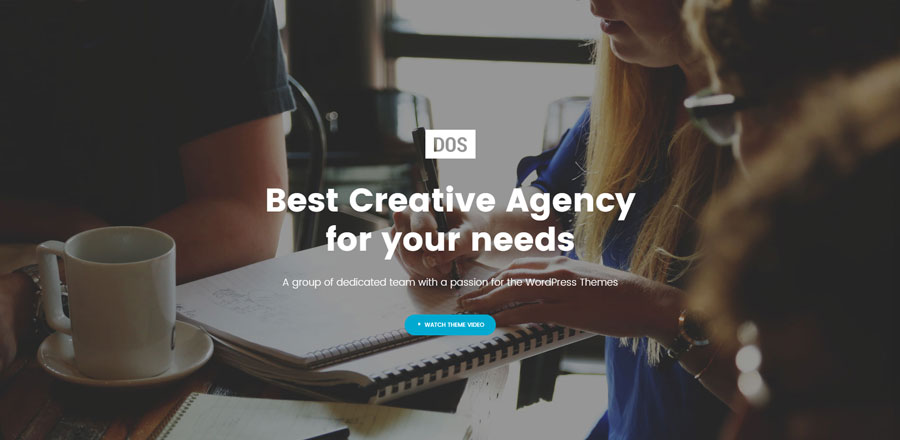 DOS
Best Creative Agency
for your needs
A group of dedicated team with a passion for the WordPress Themes
WATCH THEME VIDEO